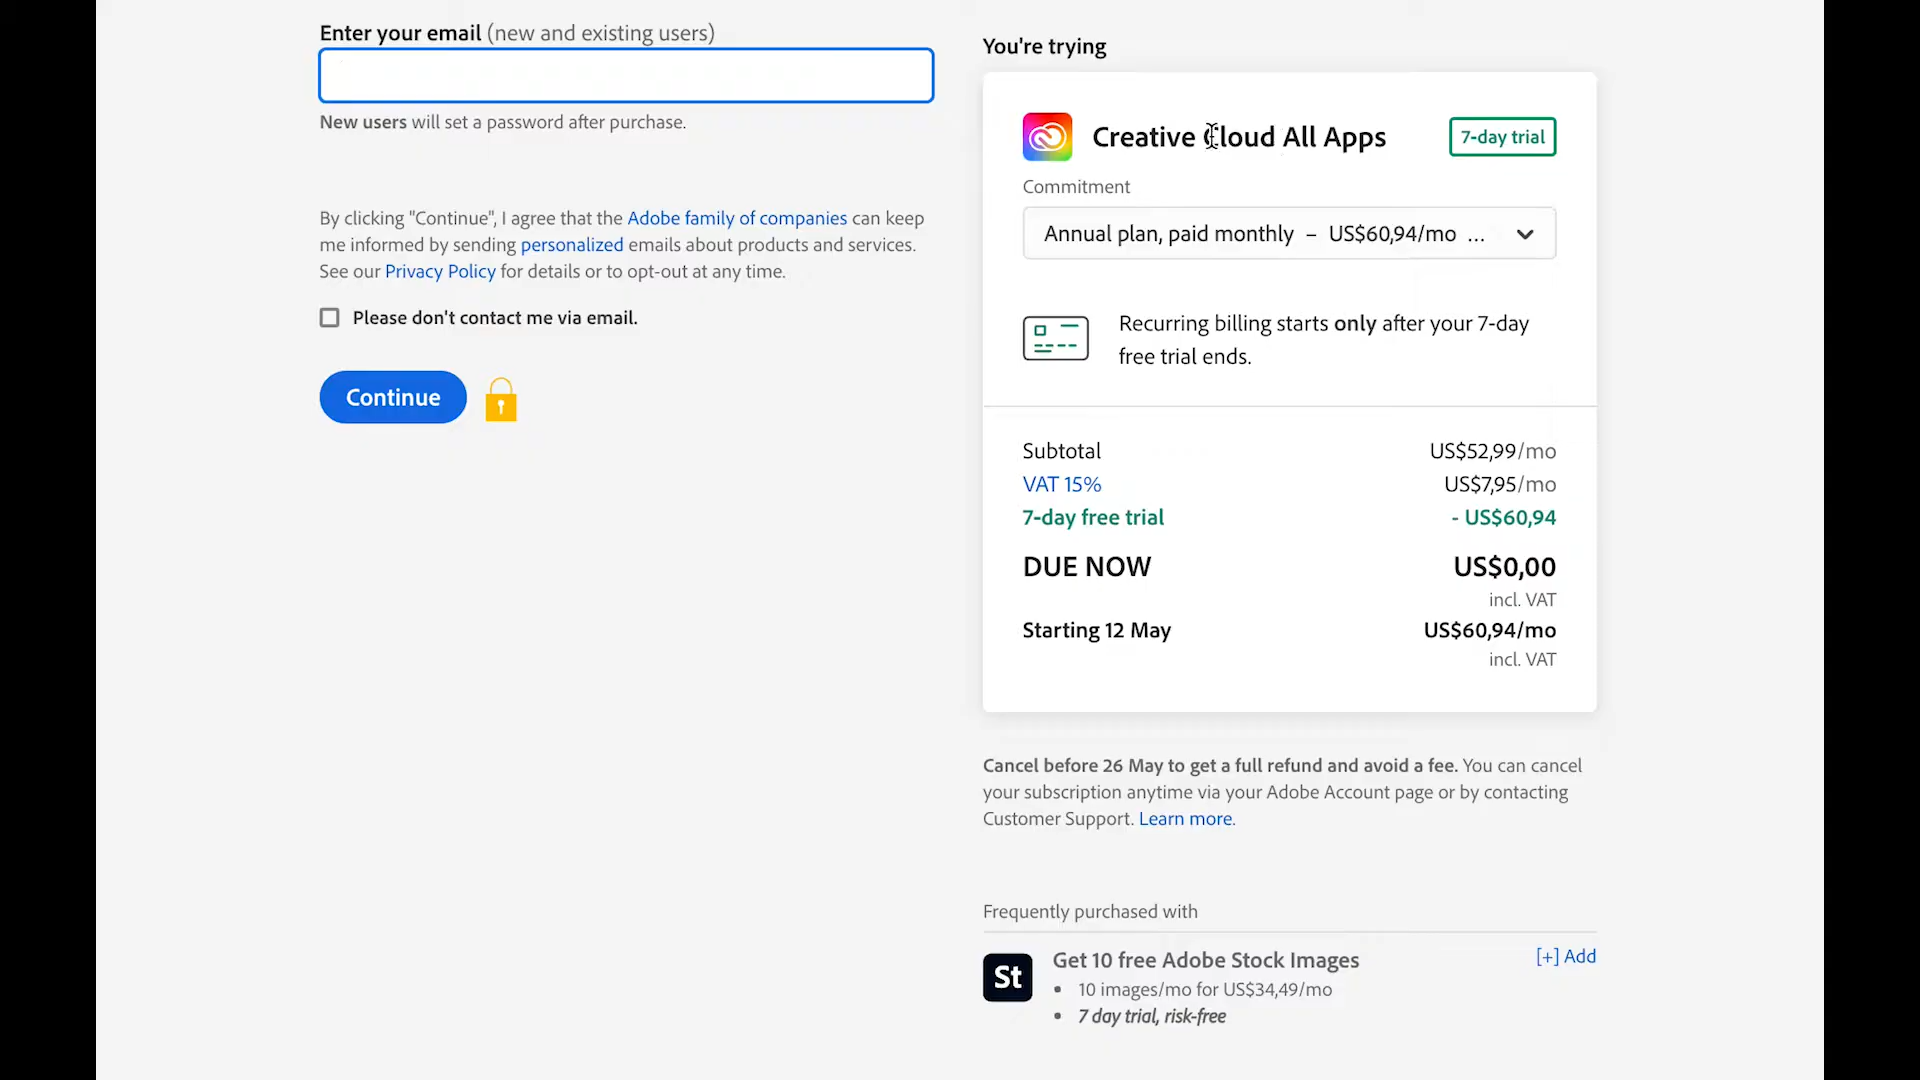 Enter your email (new and existing users)
New users will set a password after purchase.
By clicking "Continue", I agree that the Adobe family of companies can keep
me informed by sending personalized emails about products and services.
See our Privacy Policy for details or to opt-out at any time.
Please don't contact me via email.
Continue
You're trying
Creative Cloud All Apps
7-day trial
Commitment
Annual plan, paid monthly – US$60,94/mo ...
Recurring billing starts only after your 7-day
free trial ends.
Subtotal US$52,99/mo
VAT 15% US$7,95/mo
7-day free trial - US$60,94
DUE NOW US$0,00
incl. VAT
Starting 12 May US$60,94/mo
incl. VAT
Cancel before 26 May to get a full refund and avoid a fee. You can cancel
your subscription anytime via your Adobe Account page or by contacting
Customer Support. Learn more.
Frequently purchased with
St
Get 10 free Adobe Stock Images
[+] Add
• 10 images/mo for US$34,49/mo
• 7 day trial, risk-free